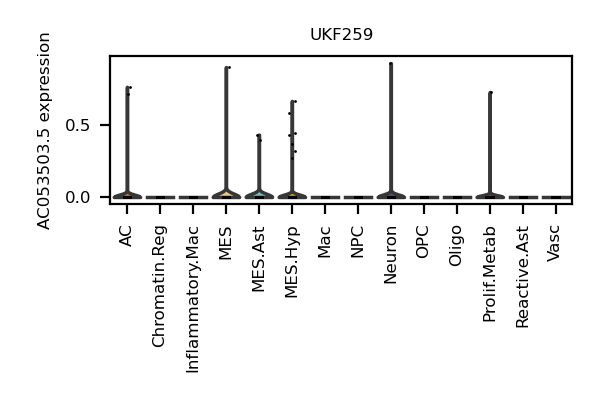 UKF259
AC053503.5 expression
0.5
0.0
AC
Chromatin.Reg
Inflammatory.Mac
MES
MES.Ast
MES.Hyp
Mac
NPC
Neuron
OPC
Oligo
Prolif.Metab
Reactive.Ast
Vasc